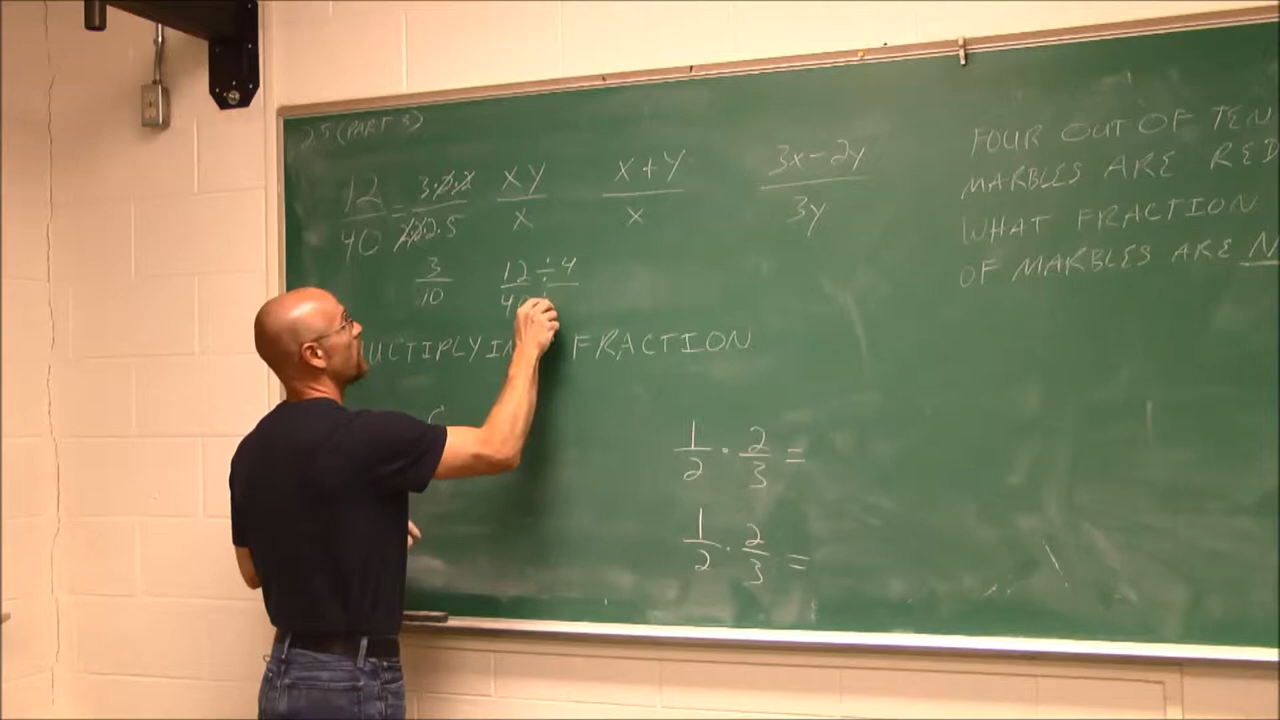 2.5 (PART 3)
12/40 = 3·2·2/2·2·2·5
xy/x
x+y/x
3x-2y/3y
3/10
12 ÷ 4
40 ÷
FRACTION
1/2 · 2/3 =
1/2 · 2/3 =
FOUR OUT OF TEN
MARBLES ARE RED
WHAT FRACTION
OF MARBLES ARE N